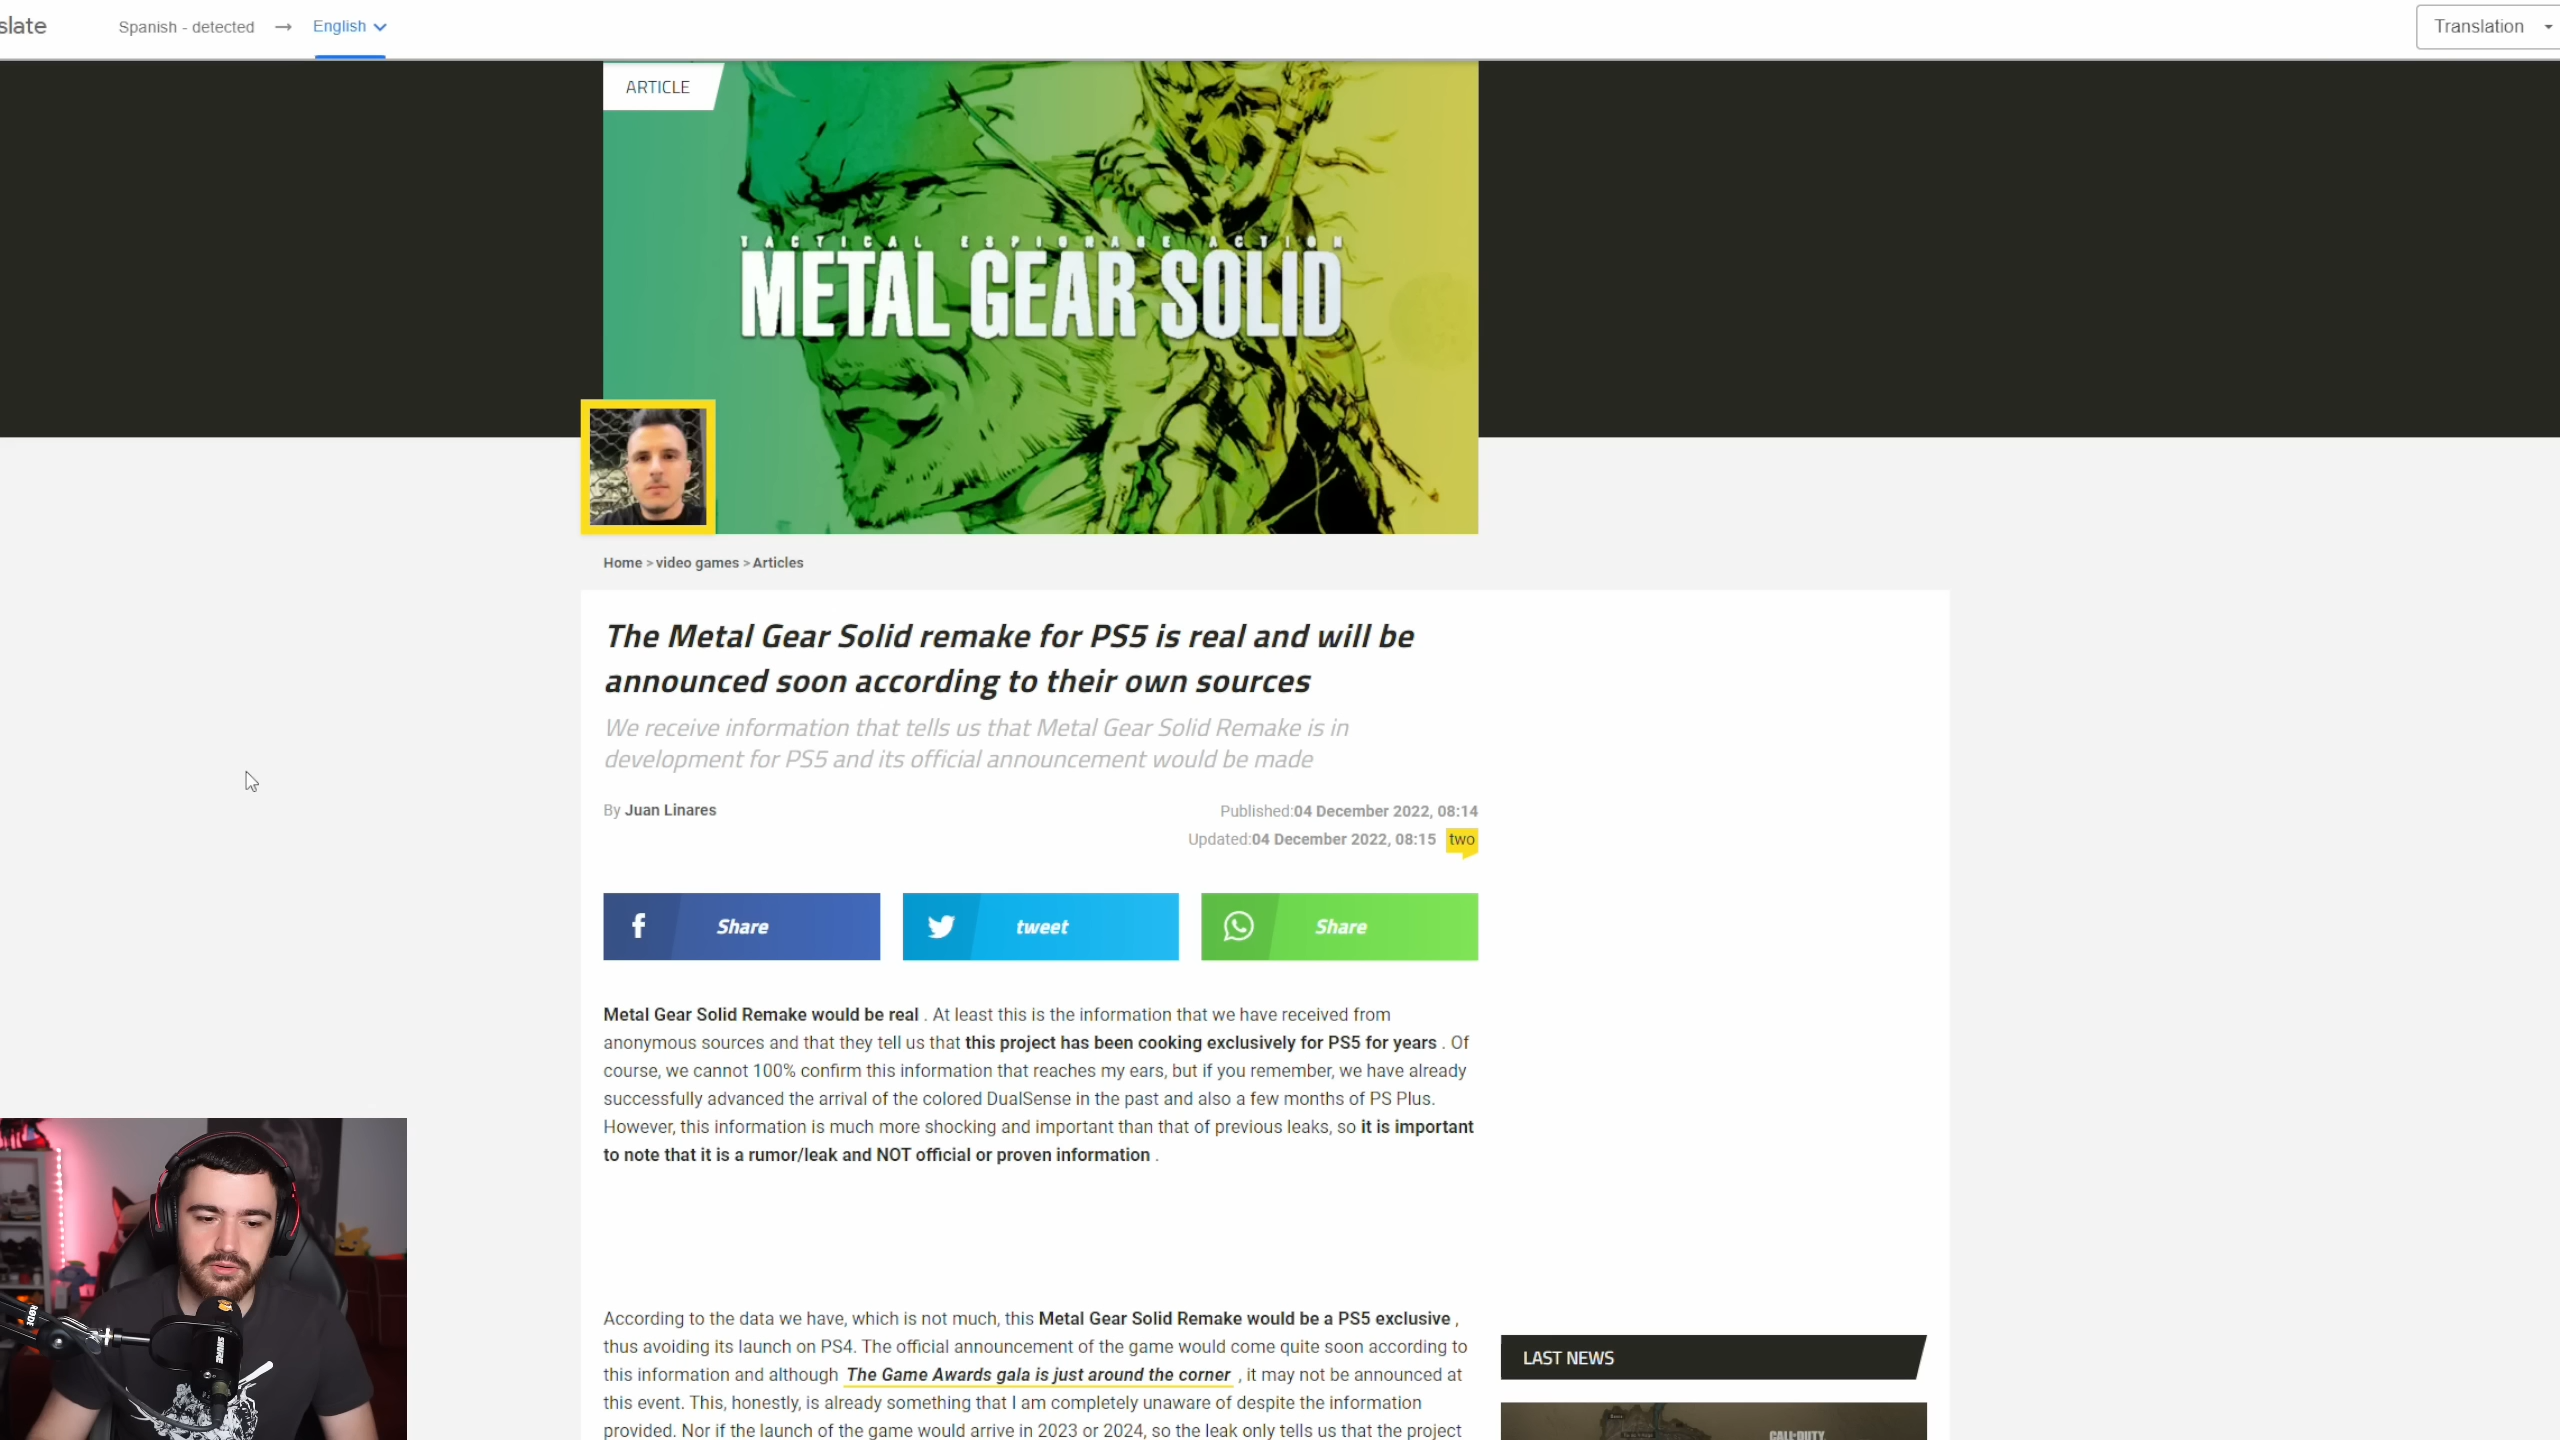 slate
Spanish - detected → English
Translation
ARTICLE
TACTICAL ESPIONAGE ACTION
METAL GEAR SOLID
Home > video games > Articles
The Metal Gear Solid remake for PS5 is real and will be
announced soon according to their own sources
We receive information that tells us that Metal Gear Solid Remake is in
development for PS5 and its official announcement would be made
By Juan Linares
Published:04 December 2022, 08:14
Updated:04 December 2022, 08:15 two
Share
tweet
Share
Metal Gear Solid Remake would be real . At least this is the information that we have received from
anonymous sources and that they tell us that this project has been cooking exclusively for PS5 for years . Of
course, we cannot 100% confirm this information that reaches my ears, but if you remember, we have already
successfully advanced the arrival of the colored DualSense in the past and also a few months of PS Plus.
However, this information is much more shocking and important than that of previous leaks, so it is important
to note that it is a rumor/leak and NOT official or proven information .
According to the data we have, which is not much, this Metal Gear Solid Remake would be a PS5 exclusive ,
thus avoiding its launch on PS4. The official announcement of the game would come quite soon according to
this information and although The Game Awards gala is just around the corner , it may not be announced at
this event. This, honestly, is already something that I am completely unaware of despite the information
provided. Nor if the launch of the game would arrive in 2023 or 2024, so the leak only tells us that the project
LAST NEWS
CALL·DUTY
RØDE
SHURE